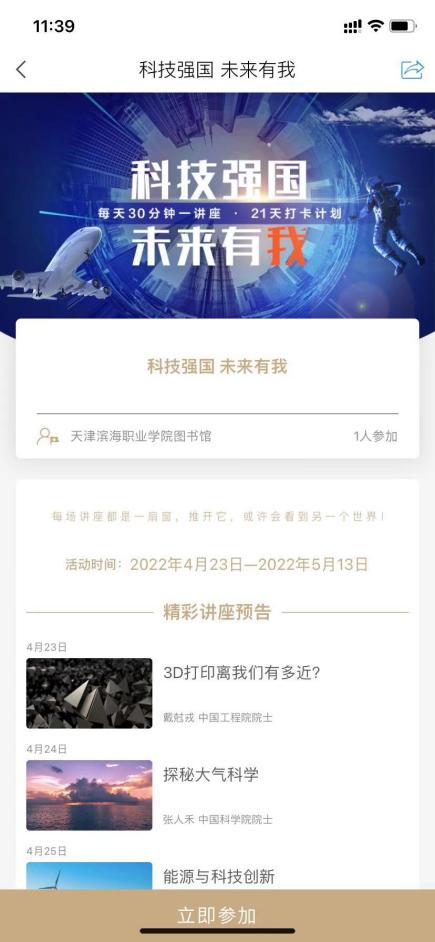 11:39
科技强国 未来有我
科技强国
每天30分钟一讲座 · 21天打卡计划
未来有我
科技强国 未来有我
天津滨海职业学院图书馆
1人参加
每场讲座都是一扇窗，推开它，或许会看到另一个世界！
活动时间：2022年4月23日—2022年5月13日
精彩讲座预告
4月23日
3D打印离我们有多近?
戴尅戎 中国工程院院士
4月24日
探秘大气科学
张人禾 中国科学院院士
4月25日
能源与科技创新
立即参加